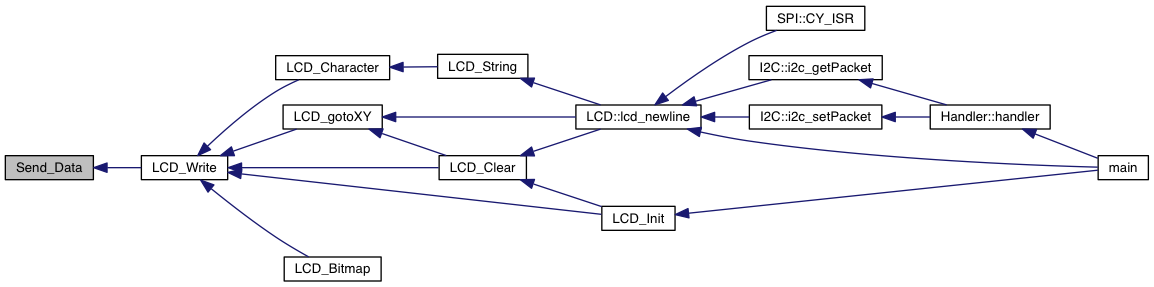 SPI::CY_ISR
LCD_Character
LCD_String
I2C::i2c_getPacket
LCD_gotoXY
LCD::lcd_newline
I2C::i2c_setPacket
Handler::handler
Send_Data
LCD_Write
LCD_Clear
main
LCD_Init
LCD_Bitmap